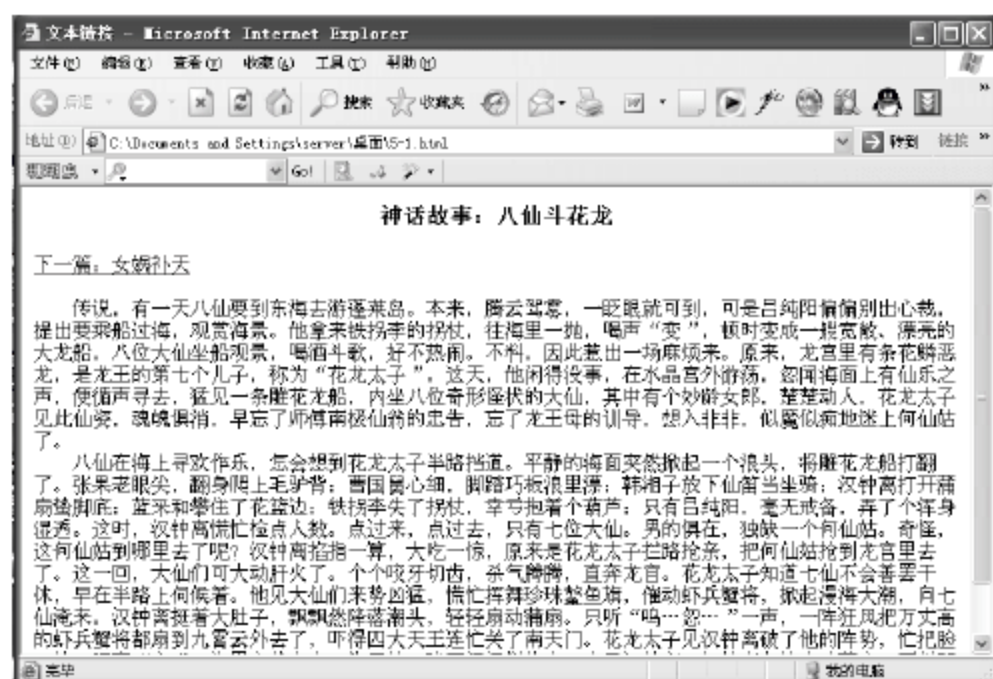 文本链接 - Microsoft Internet Explorer
文件(F) 编辑(E) 查看(V) 收藏(A) 工具(T) 帮助(H)
后退 搜索 收藏夹
地址(D) C:\Documents and Settings\server\桌面\5-1.html 转到 链接
Go!
神话故事：八仙斗花龙
下一篇：女娲补天
传说，有一天八仙要到东海去游蓬莱岛。本来，腾云驾雾，一眨眼就可到，可是吕纯阳偏偏别出心裁，
提出要乘船过海，观赏海景。他拿来铁拐李的拐杖，往海里一抛，喝声“变”，顿时变成一艘宽敞、漂亮的
大龙船。八位大仙坐船观景，喝酒斗歌，好不热闹。不料，因此惹出一场麻烦来。原来，龙宫里有条花鳞恶
龙，是龙王的第七个儿子，称为“花龙太子”。这天，他闲得没事，在水晶宫外游荡，忽闻海面上有仙乐之
声，便循声寻去，猛见一条雕花龙船，内坐八位奇形怪状的大仙，其中有个妙龄女郎，楚楚动人。花龙太子
见此仙姿，魂魄俱消，早忘了师傅南极仙翁的忠告，忘了龙王母的训导，想入非非，似魔似痴地迷上何仙姑
了。
八仙在海上寻欢作乐，怎会想到花龙太子半路挡道。平静的海面突然掀起一个浪头，将雕花龙船打翻
了。张果老眼尖，翻身爬上毛驴背；曹国舅心细，脚踏巧板浪里漂；韩湘子放下仙笛当坐骑；汉钟离打开蒲
扇垫脚底；蓝采和攀住了花篮边；铁拐李失了拐杖，幸亏抱着个葫芦；只有吕纯阳，毫无戒备，弄了个浑身
湿透。这时，汉钟离慌忙检点人数。点过来，点过去，只有七位大仙。男的俱在，独缺一个何仙姑。奇怪，
这何仙姑到哪里去了呢？汉钟离掐指一算，大吃一惊，原来是花龙太子拦路抢亲，把何仙姑抢到龙宫里去
了。这一回，大仙们可大动肝火了。个个咬牙切齿，杀气腾腾，直奔龙宫。花龙太子知道七仙不会善罢干
休，早在半路上伺候着。他见大仙们来势凶猛，慌忙挥舞珍珠鳌鱼旗，催动虾兵蟹将，掀起漫海大潮，向七
仙淹来。汉钟离挺着大肚子，飘飘然降落潮头，轻轻扇动蒲扇。只听“呜…忽…”一声，一阵狂风把万丈高
的虾兵蟹将都扇到九霄云外去了，吓得四大天王连忙关了南天门。花龙太子见汉钟离破了他的阵势，忙把脸
完毕 我的电脑